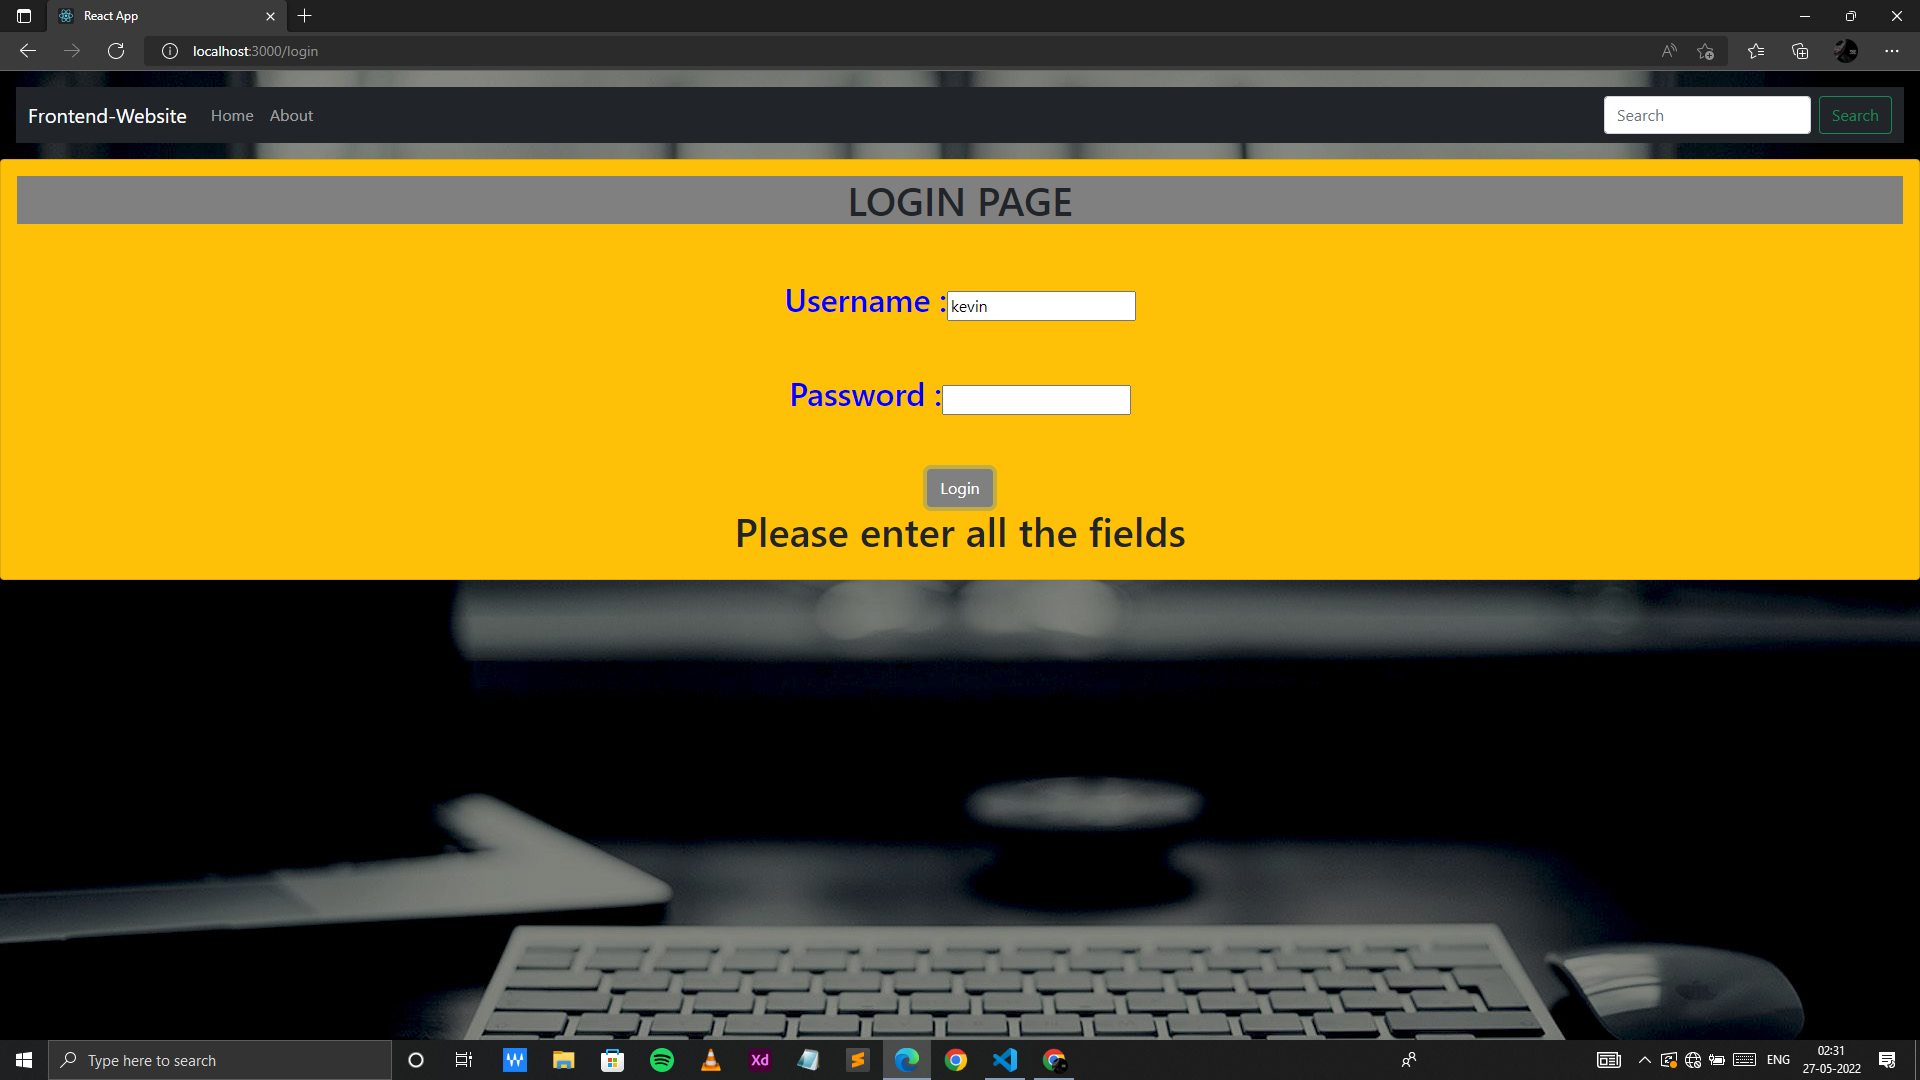 React App
localhost:3000/login
Frontend-Website Home About Search Search
LOGIN PAGE
Username : kevin
Password :
Login
Please enter all the fields
Type here to search
Xd
ENG
02:31
27-05-2022